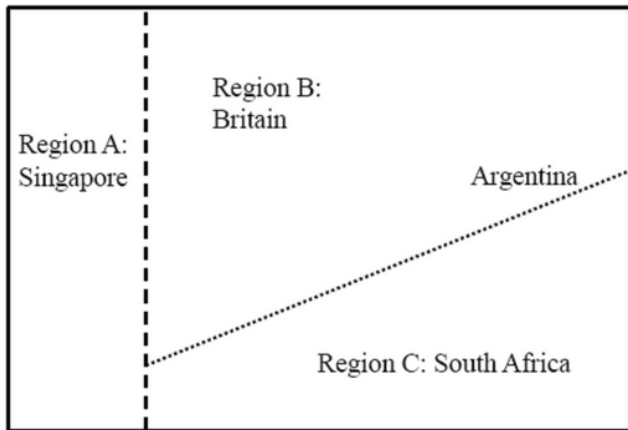 Region B:
Britain
Region A:
Singapore
Argentina
Region C: South Africa